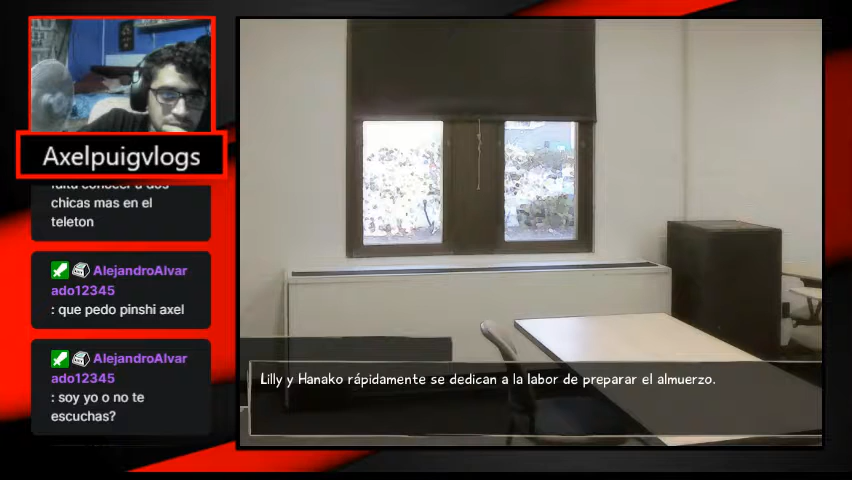 Axelpuigvlogs
falta conocer a dos
chicas mas en el
teleton
AlejandroAlvar
ado12345
: que pedo pinshi axel
AlejandroAlvar
ado12345
: soy yo o no te
escuchas?
Lilly y Hanako rápidamente se dedican a la labor de preparar el almuerzo.